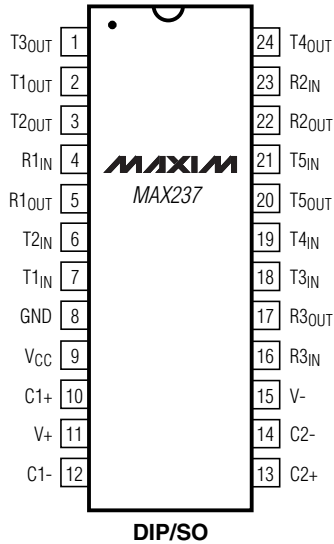 T3OUT 1 24 T4OUT
T1OUT 2 23 R2IN
T2OUT 3 22 R2OUT
R1IN 4 MAXIM 21 T5IN
R1OUT 5 MAX237 20 T5OUT
T2IN 6 19 T4IN
T1IN 7 18 T3IN
GND 8 17 R3OUT
VCC 9 16 R3IN
C1+ 10 15 V-
V+ 11 14 C2-
C1- 12 13 C2+
DIP/SO